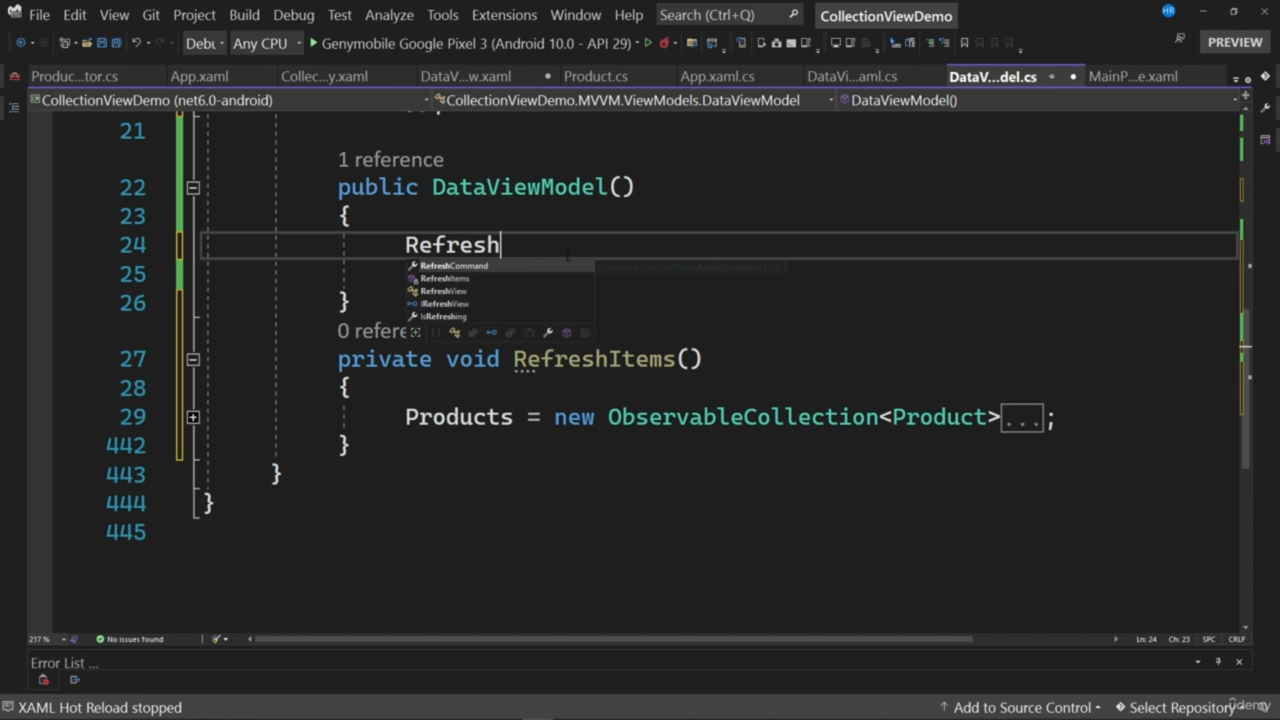 File Edit View Git Project Build Debug Test Analyze Tools Extensions Window Help Search (Ctrl+Q) CollectionViewDemo HR
Debu Any CPU Genymobile Google Pixel 3 (Android 10.0 - API 29) PREVIEW
Produc...tor.cs App.xaml Collec...y.xaml DataV...w.xaml Product.cs App.xaml.cs DataVi...aml.cs DataV...del.cs MainP...e.xaml
CollectionViewDemo (net6.0-android) CollectionViewDemo.MVVM.ViewModels.DataViewModel DataViewModel()
21
1 reference
22 public DataViewModel()
23 {
24 Refresh
RefreshCommand
25 RefreshItems
RefreshView
26 } IRefreshView
IsRefreshing
0 refere
27 private void RefreshItems()
28 {
29 Products = new ObservableCollection<Product>...;
442 }
443 }
444 }
445
217 % No issues found Ln: 24 Ch: 23 SPC CRLF
Error List ...
XAML Hot Reload stopped Add to Source Control Select Repository
Udemy